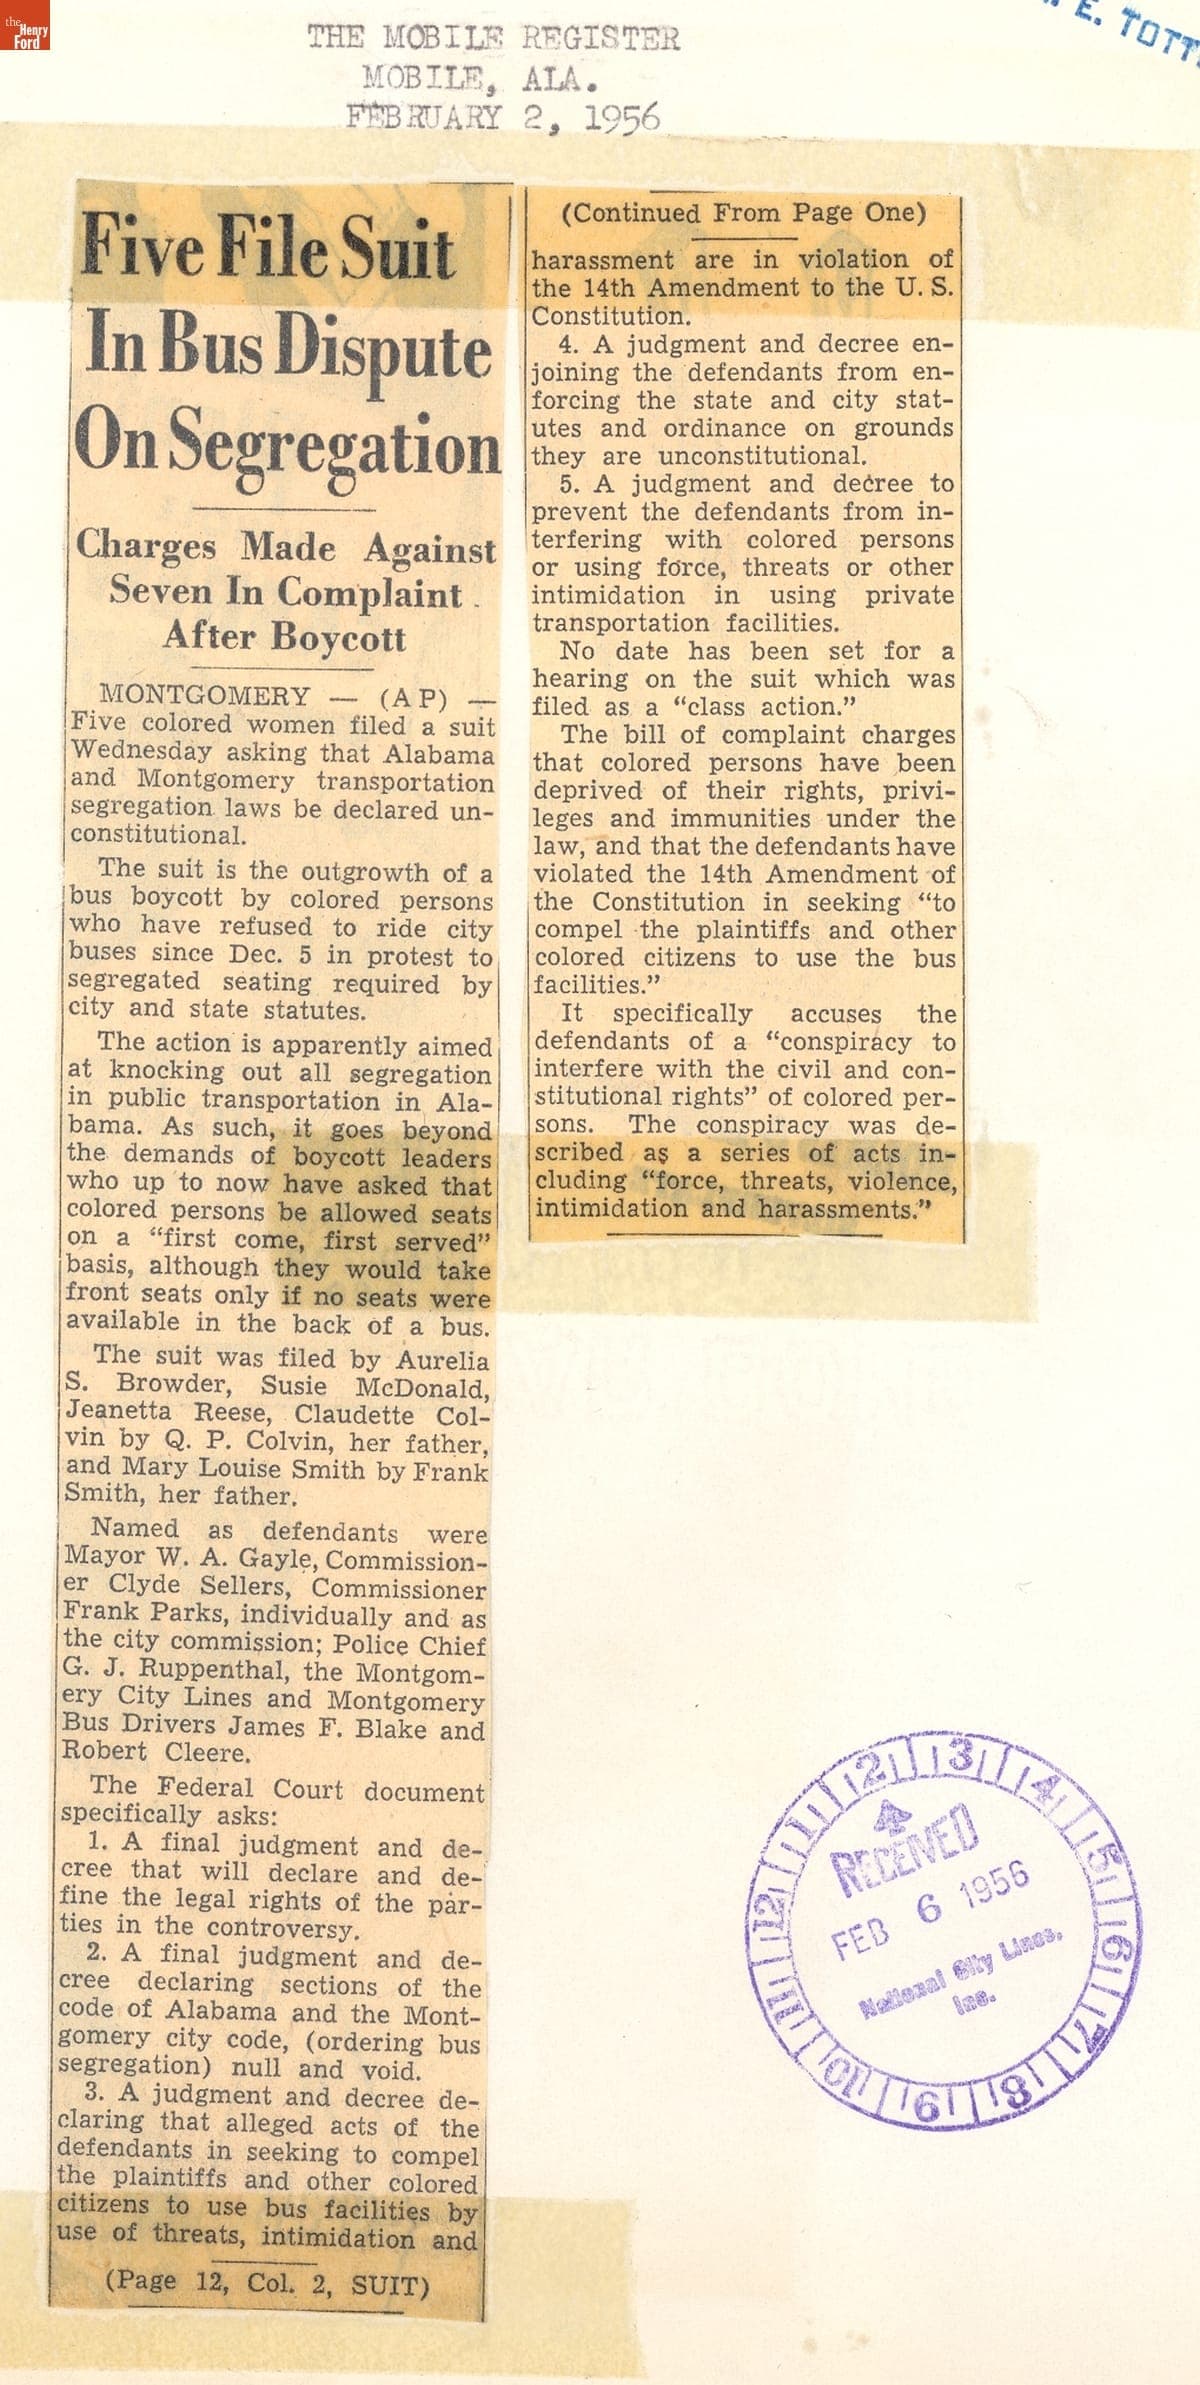 the
Henry
Ford
E. TOTT
THE MOBILE REGISTER
MOBILE, ALA.
FEBRUARY 2, 1956
Five File Suit
In Bus Dispute
On Segregation
Charges Made Against
Seven In Complaint
After Boycott
MONTGOMERY — (AP) —
Five colored women filed a suit
Wednesday asking that Alabama
and Montgomery transportation
segregation laws be declared un-
constitutional.
The suit is the outgrowth of a
bus boycott by colored persons
who have refused to ride city
buses since Dec. 5 in protest to
segregated seating required by
city and state statutes.
The action is apparently aimed
at knocking out all segregation
in public transportation in Ala-
bama. As such, it goes beyond
the demands of boycott leaders
who up to now have asked that
colored persons be allowed seats
on a “first come, first served”
basis, although they would take
front seats only if no seats were
available in the back of a bus.
The suit was filed by Aurelia
S. Browder, Susie McDonald,
Jeanetta Reese, Claudette Col-
vin by Q. P. Colvin, her father,
and Mary Louise Smith by Frank
Smith, her father.
Named as defendants were
Mayor W. A. Gayle, Commission-
er Clyde Sellers, Commissioner
Frank Parks, individually and as
the city commission; Police Chief
G. J. Ruppenthal, the Montgom-
ery City Lines and Montgomery
Bus Drivers James F. Blake and
Robert Cleere.
The Federal Court document
specifically asks:
1. A final judgment and de-
cree that will declare and de-
fine the legal rights of the par-
ties in the controversy.
2. A final judgment and de-
cree declaring sections of the
code of Alabama and the Mont-
gomery city code, (ordering bus
segregation) null and void.
3. A judgment and decree de-
claring that alleged acts of the
defendants in seeking to compel
the plaintiffs and other colored
citizens to use bus facilities by
use of threats, intimidation and
(Page 12, Col. 2, SUIT)
(Continued From Page One)
harassment are in violation of
the 14th Amendment to the U. S.
Constitution.
4. A judgment and decree en-
joining the defendants from en-
forcing the state and city stat-
utes and ordinance on grounds
they are unconstitutional.
5. A judgment and decree to
prevent the defendants from in-
terfering with colored persons
or using force, threats or other
intimidation in using private
transportation facilities.
No date has been set for a
hearing on the suit which was
filed as a “class action.”
The bill of complaint charges
that colored persons have been
deprived of their rights, privi-
leges and immunities under the
law, and that the defendants have
violated the 14th Amendment of
the Constitution in seeking “to
compel the plaintiffs and other
colored citizens to use the bus
facilities.”
It specifically accuses the
defendants of a “conspiracy to
interfere with the civil and con-
stitutional rights” of colored per-
sons. The conspiracy was de-
scribed as a series of acts in-
cluding “force, threats, violence,
intimidation and harassments.”
12 1 2 3 4 5 6 7 8 9 10 11
RECEIVED
FEB 6 1956
National City Lines,
Inc.